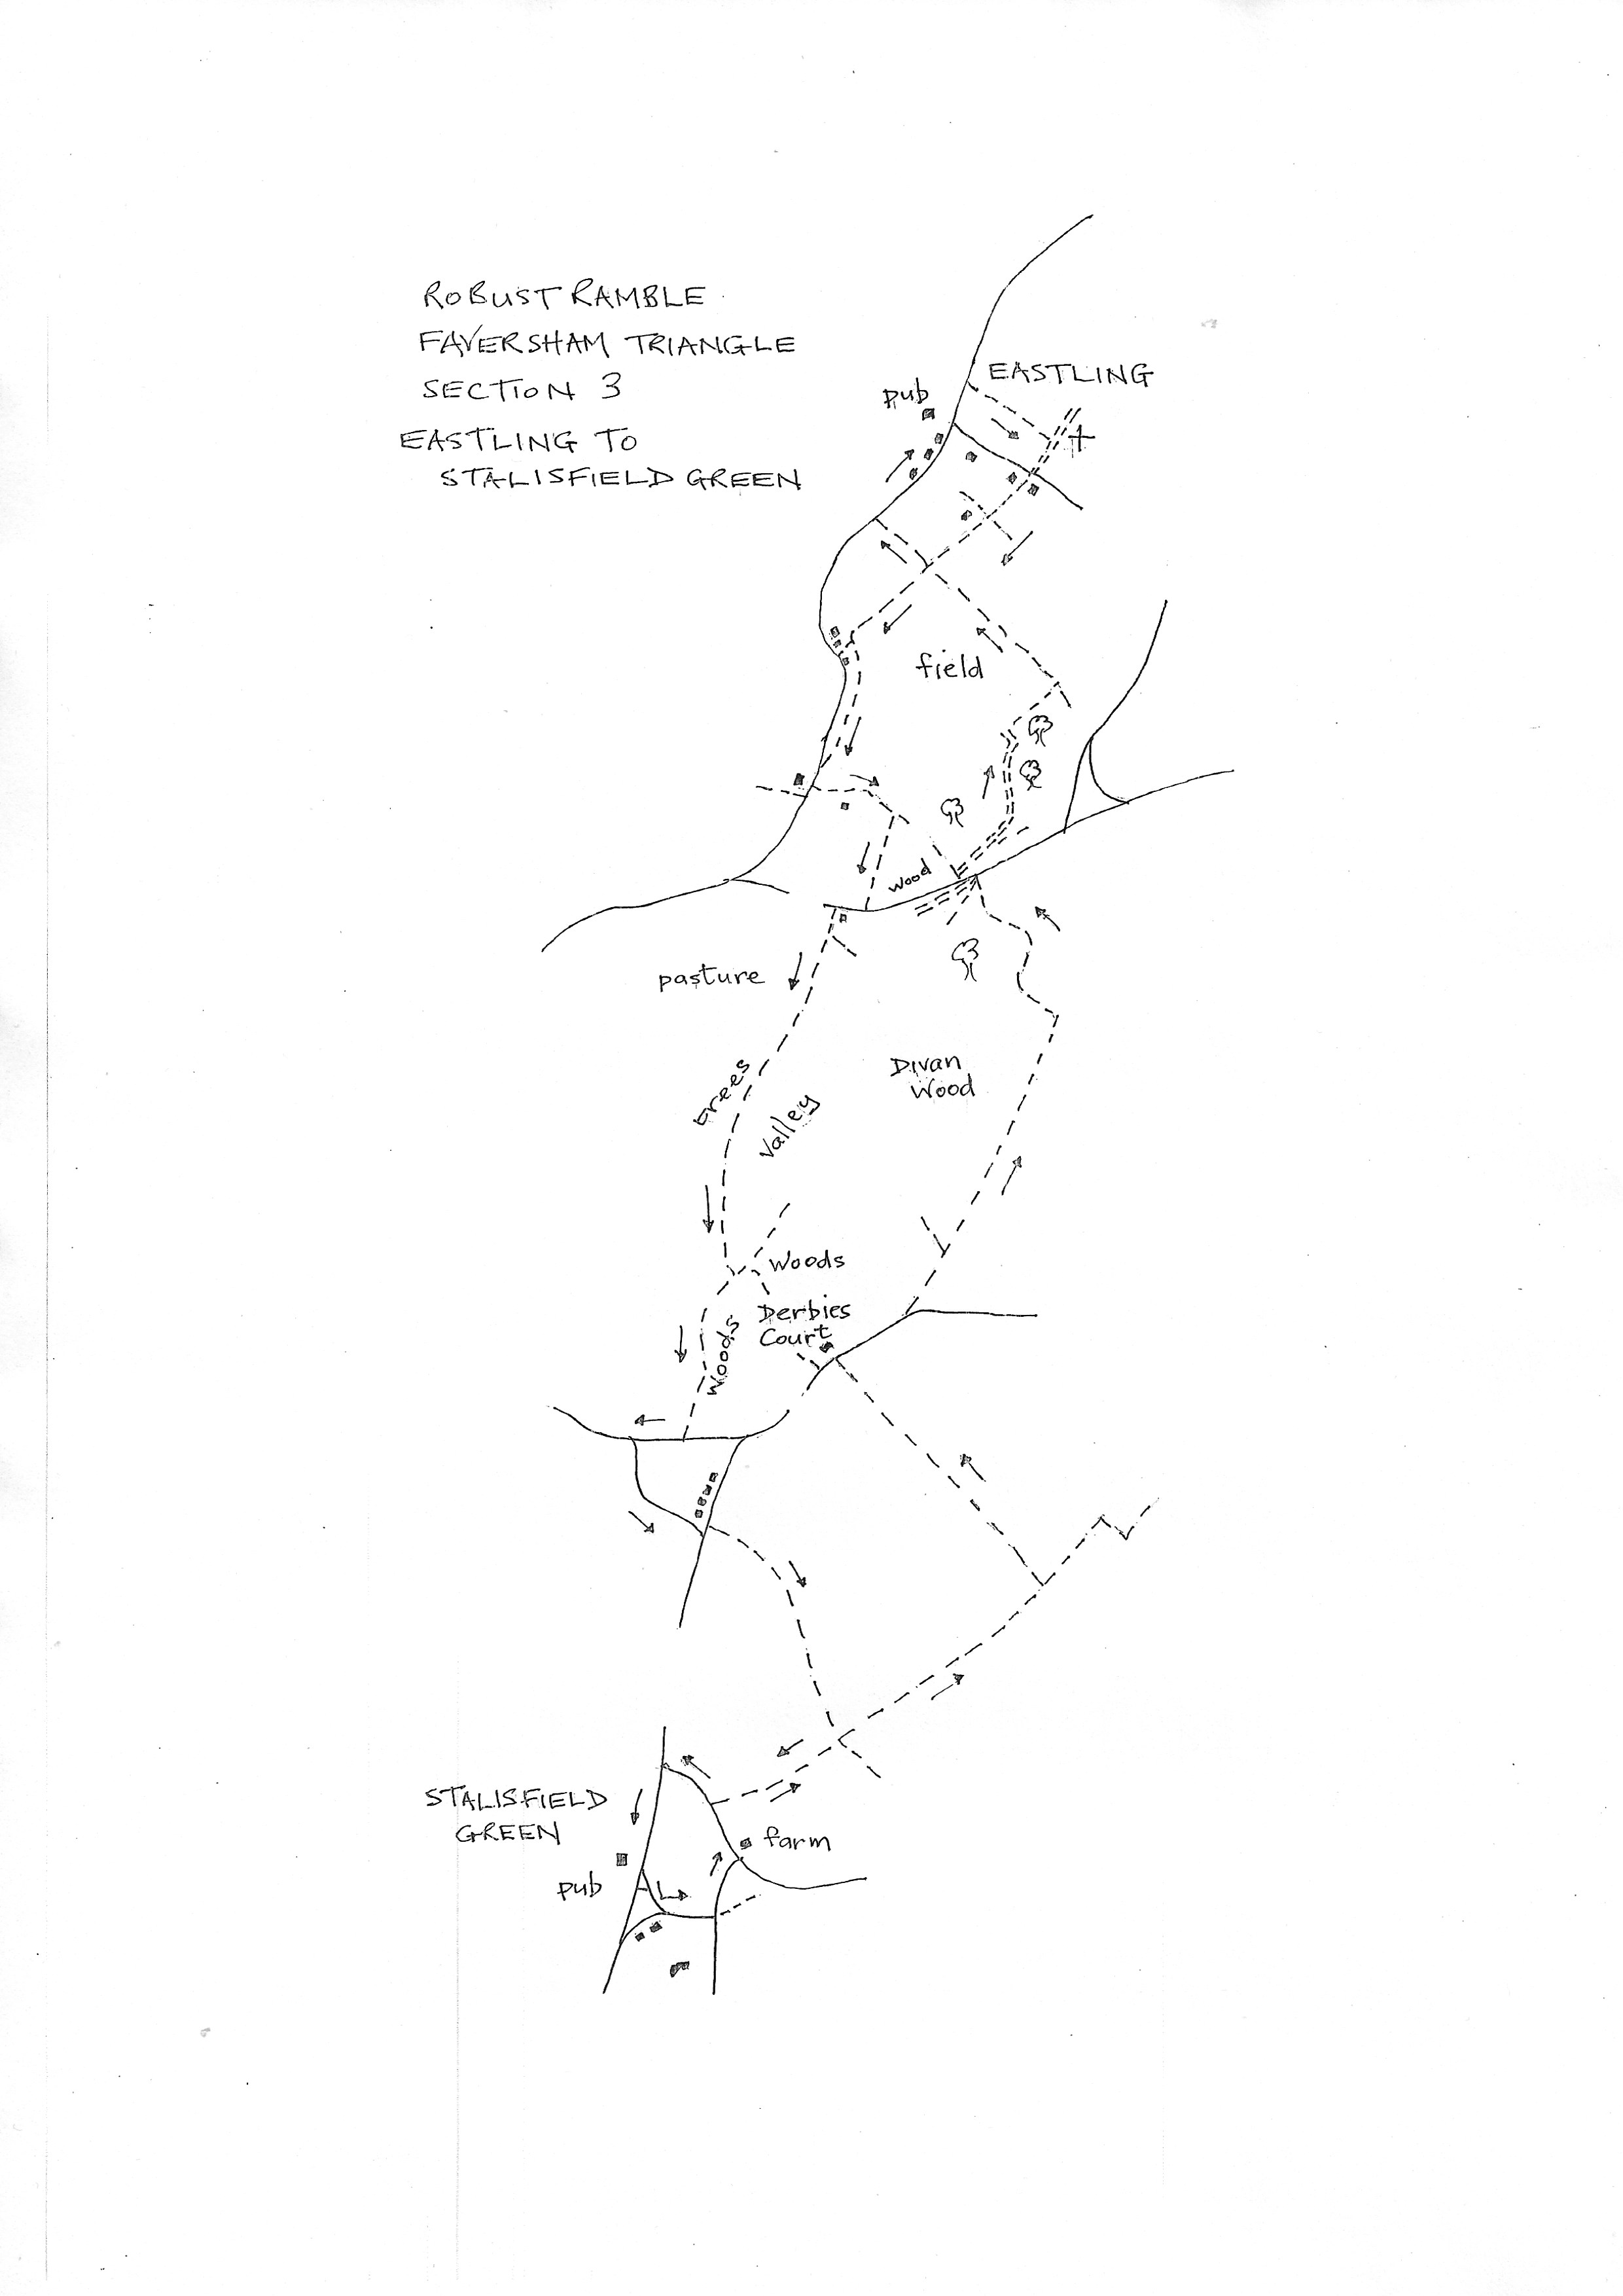 ROBUST RAMBLE
FAVERSHAM TRIANGLE
SECTION 3
EASTLING TO
STALISFIELD GREEN
EASTLING
pub
field
wood
pasture
Divan
Wood
trees
Valley
Woods
Derbies
Court
Woods
STALISFIELD
GREEN
farm
pub